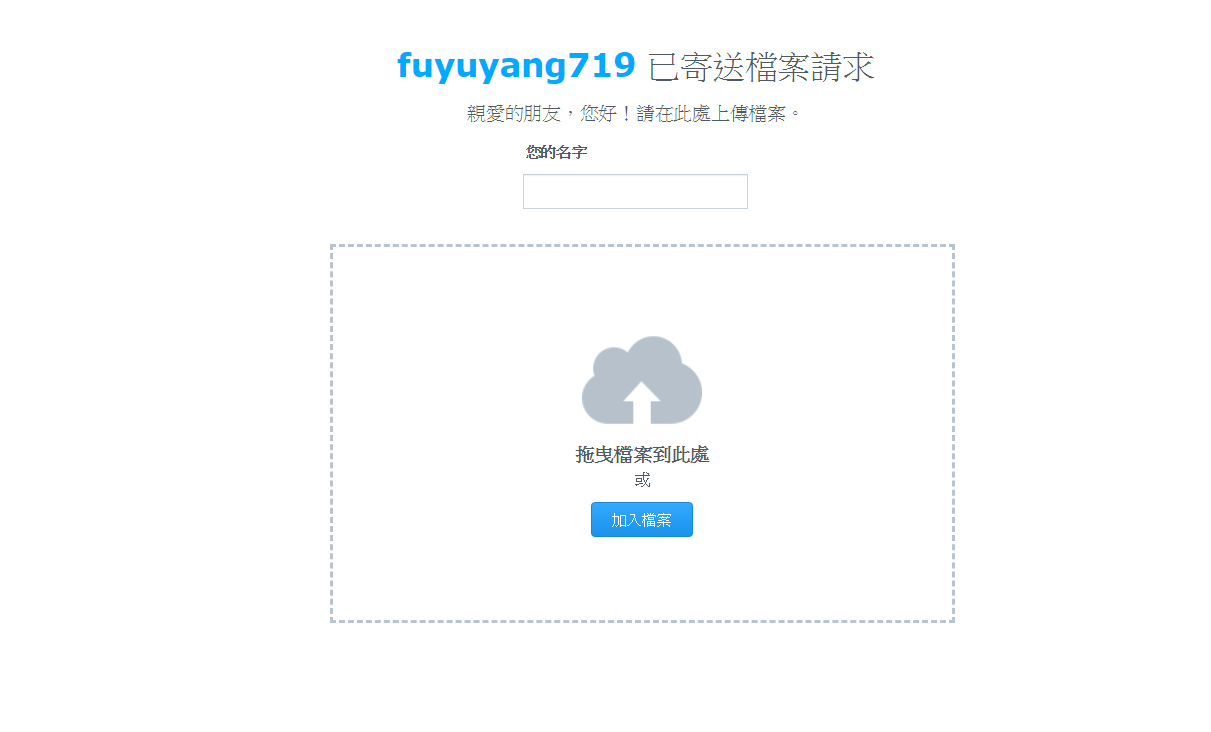 fuyuyang719 已寄送檔案請求
親愛的朋友，您好！請在此處上傳檔案。
您的名字
拖曳檔案到此處
或
加入檔案